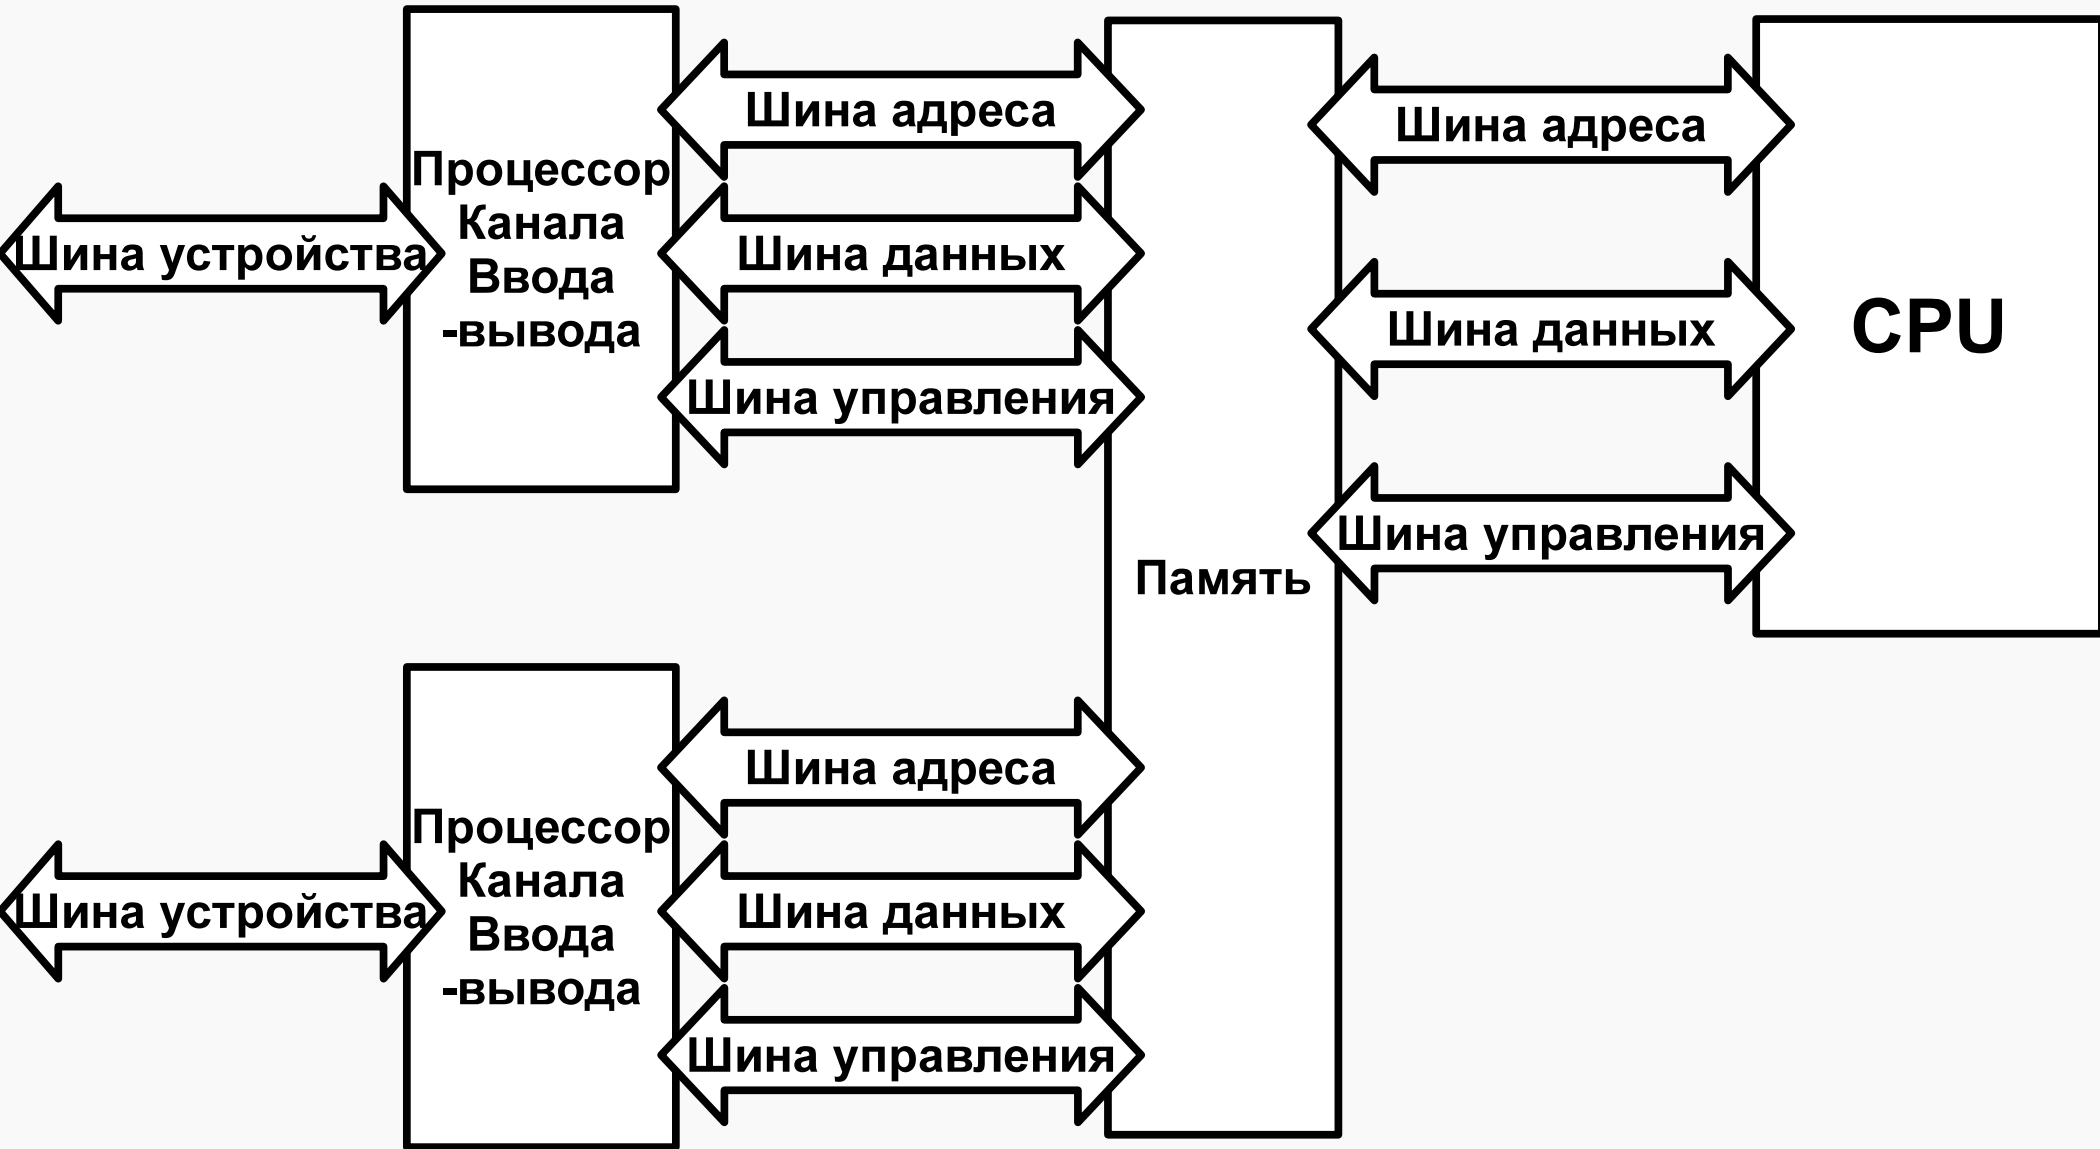 Шина адреса
Шина адреса
Процессор
Канала
Ввода
-вывода
Шина устройства
Шина данных
Шина данных
CPU
Шина управления
Шина управления
Память
Шина адреса
Процессор
Канала
Ввода
-вывода
Шина устройства
Шина данных
Шина управления